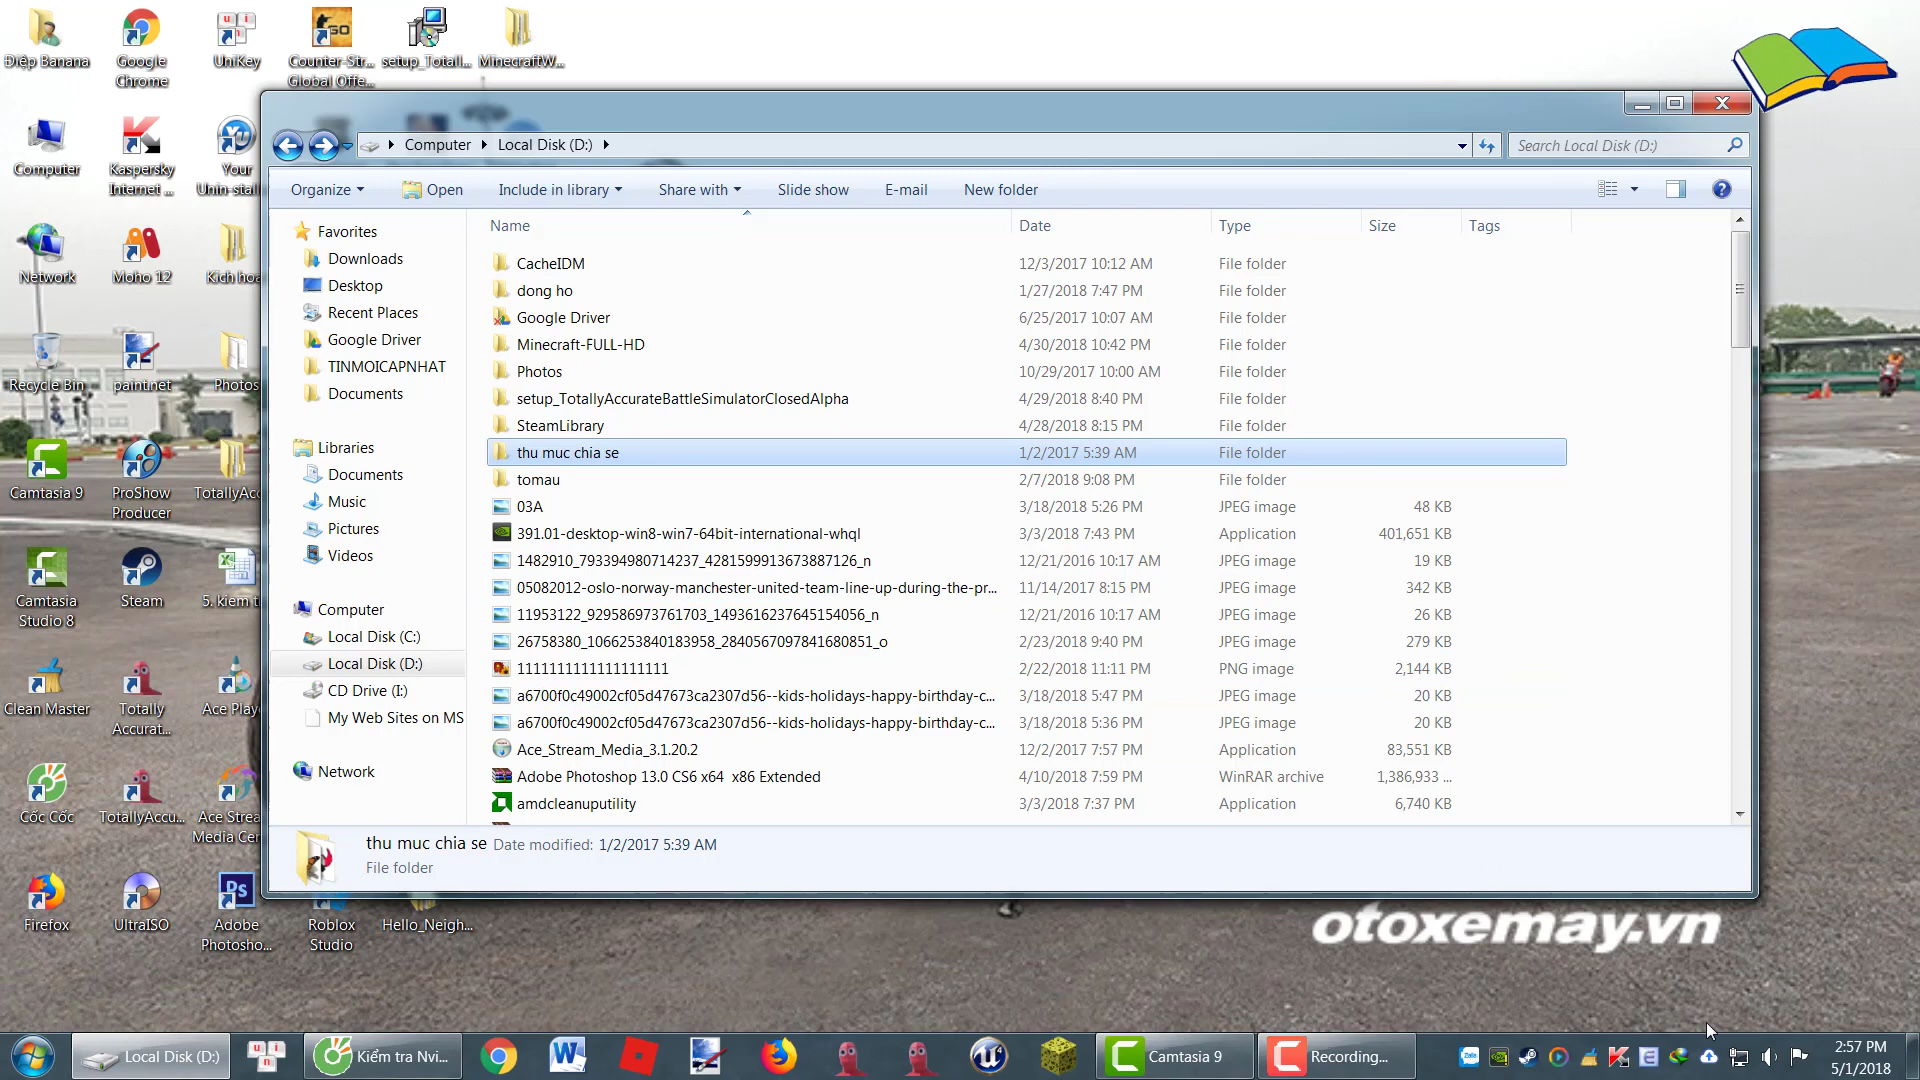 Điệp Banana
Google
Chrome
UniKey
Counter-Str...
Global Offe...
setup_Totall...
MinecraftW...
Computer
Kaspersky
Internet ...
Your
Unin-stall
Network
Moho 12
Kich hoa
Recycle Bin
paint.net
Photos
Camtasia 9
ProShow
Producer
TotallyAcc
Camtasia
Studio 8
Steam
5. kiem t
Clean Master
Totally
Accurat...
Ace Play
Cốc Cốc
TotallyAccu...
Ace Strea
Media Cen
Firefox
UltraISO
Adobe
Photosho...
Roblox
Studio
Hello_Neigh...
Computer
Local Disk (D:)
Search Local Disk (D:)
Organize
Open
Include in library
Share with
Slide show
E-mail
New folder
Favorites
Downloads
Desktop
Recent Places
Google Driver
TINMOICAPNHAT
Documents
Libraries
Documents
Music
Pictures
Videos
Computer
Local Disk (C:)
Local Disk (D:)
CD Drive (I:)
My Web Sites on MS
Network
Name Date Type Size Tags
CacheIDM 12/3/2017 10:12 AM File folder
dong ho 1/27/2018 7:47 PM File folder
Google Driver 6/25/2017 10:07 AM File folder
Minecraft-FULL-HD 4/30/2018 10:42 PM File folder
Photos 10/29/2017 10:00 AM File folder
setup_TotallyAccurateBattleSimulatorClosedAlpha 4/29/2018 8:40 PM File folder
SteamLibrary 4/28/2018 8:15 PM File folder
thu muc chia se 1/2/2017 5:39 AM File folder
tomau 2/7/2018 9:08 PM File folder
03A 3/18/2018 5:26 PM JPEG image 48 KB
391.01-desktop-win8-win7-64bit-international-whql 3/3/2018 7:43 PM Application 401,651 KB
1482910_793394980714237_4281599913673887126_n 12/21/2016 10:17 AM JPEG image 19 KB
05082012-oslo-norway-manchester-united-team-line-up-during-the-pr... 11/14/2017 8:15 PM JPEG image 342 KB
11953122_929586973761703_1493616237645154056_n 12/21/2016 10:17 AM JPEG image 26 KB
26758380_1066253840183958_2840567097841680851_o 2/23/2018 9:40 PM JPEG image 279 KB
1111111111111111111 2/22/2018 11:11 PM PNG image 2,144 KB
a6700f0c49002cf05d47673ca2307d56--kids-holidays-happy-birthday-c... 3/18/2018 5:47 PM JPEG image 20 KB
a6700f0c49002cf05d47673ca2307d56--kids-holidays-happy-birthday-c... 3/18/2018 5:36 PM JPEG image 20 KB
Ace_Stream_Media_3.1.20.2 12/2/2017 7:57 PM Application 83,551 KB
Adobe Photoshop 13.0 CS6 x64 x86 Extended 4/10/2018 7:59 PM WinRAR archive 1,386,933 ...
amdcleanuputility 3/3/2018 7:37 PM Application 6,740 KB
thu muc chia se Date modified: 1/2/2017 5:39 AM
File folder
otoxemay.vn
Local Disk (D:)
Kiểm tra Nvi...
Camtasia 9
Recording...
2:57 PM
5/1/2018